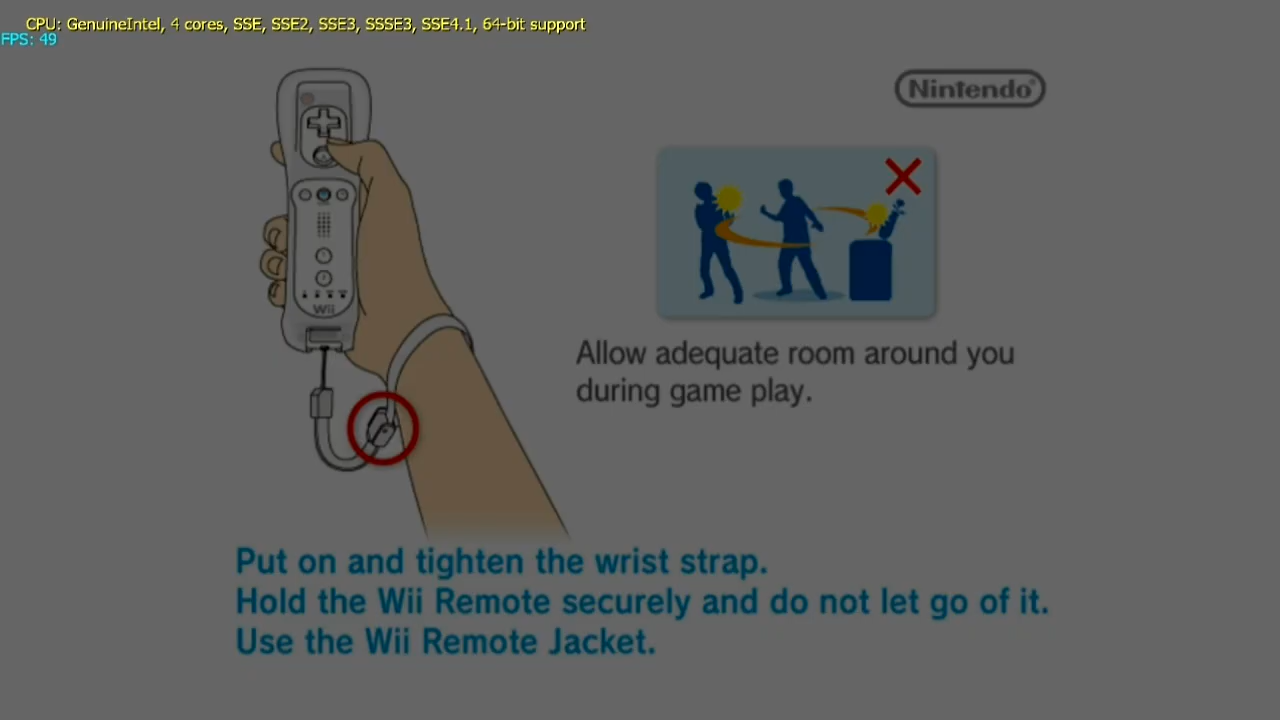 CPU: GenuineIntel, 4 cores, SSE, SSE2, SSE3, SSSE3, SSE4.1, 64-bit support
FPS: 49
Nintendo®
Wii
Allow adequate room around you
during game play.
Put on and tighten the wrist strap.
Hold the Wii Remote securely and do not let go of it.
Use the Wii Remote Jacket.